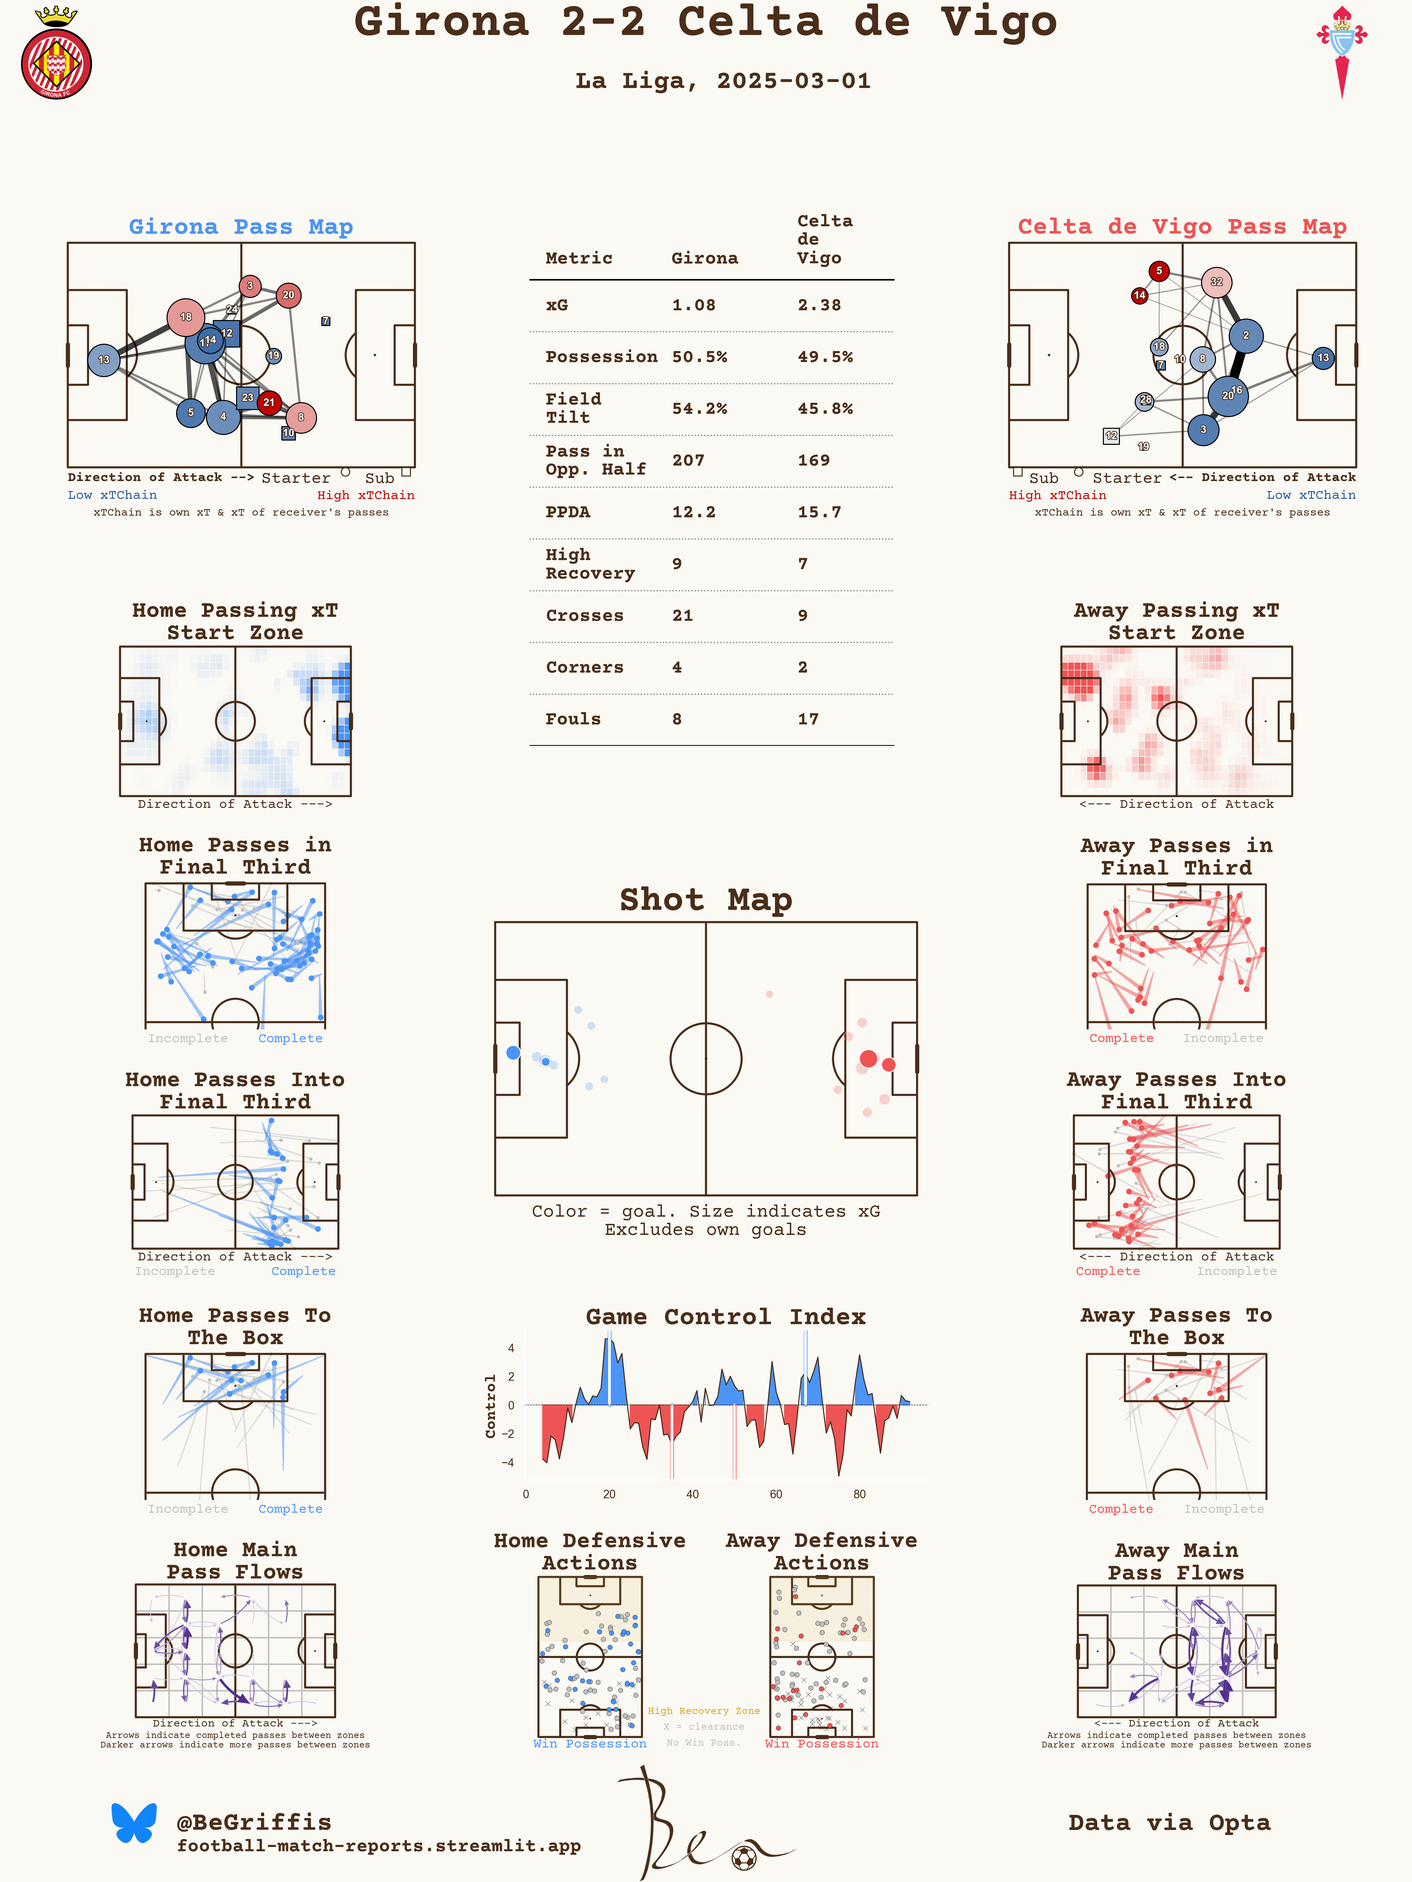 Girona 2-2 Celta de Vigo
La Liga, 2025-03-01
GIRONA FC
Girona Pass Map
3
20
24
7
18
12
17
14
13
19
23
21
5
4
8
10
Direction of Attack --> Starter Sub
Low xTChain High xTChain
xTChain is own xT & xT of receiver's passes
Metric Girona Celta de Vigo
xG 1.08 2.38
Possession 50.5% 49.5%
Field Tilt 54.2% 45.8%
Pass in Opp. Half 207 169
PPDA 12.2 15.7
High Recovery 9 7
Crosses 21 9
Corners 4 2
Fouls 8 17
Celta de Vigo Pass Map
5
32
14
2
18
10
8
13
7
16
20
28
3
12
19
Sub Starter <-- Direction of Attack
High xTChain Low xTChain
xTChain is own xT & xT of receiver's passes
Home Passing xT
Start Zone
Direction of Attack --->
Away Passing xT
Start Zone
<--- Direction of Attack
Home Passes in
Final Third
Incomplete Complete
Away Passes in
Final Third
Complete Incomplete
Shot Map
Color = goal. Size indicates xG
Excludes own goals
Home Passes Into
Final Third
Direction of Attack --->
Incomplete Complete
Away Passes Into
Final Third
<--- Direction of Attack
Complete Incomplete
Home Passes To
The Box
Incomplete Complete
Game Control Index
Control
4
2
0
−2
−4
0 20 40 60 80
Away Passes To
The Box
Complete Incomplete
Home Main
Pass Flows
Direction of Attack --->
Arrows indicate completed passes between zones
Darker arrows indicate more passes between zones
Home Defensive
Actions
Win Possession
High Recovery Zone
X = clearance
No Win Poss.
Away Defensive
Actions
Win Possession
Away Main
Pass Flows
<--- Direction of Attack
Arrows indicate completed passes between zones
Darker arrows indicate more passes between zones
@BeGriffis
football-match-reports.streamlit.app
Ben
Data via Opta